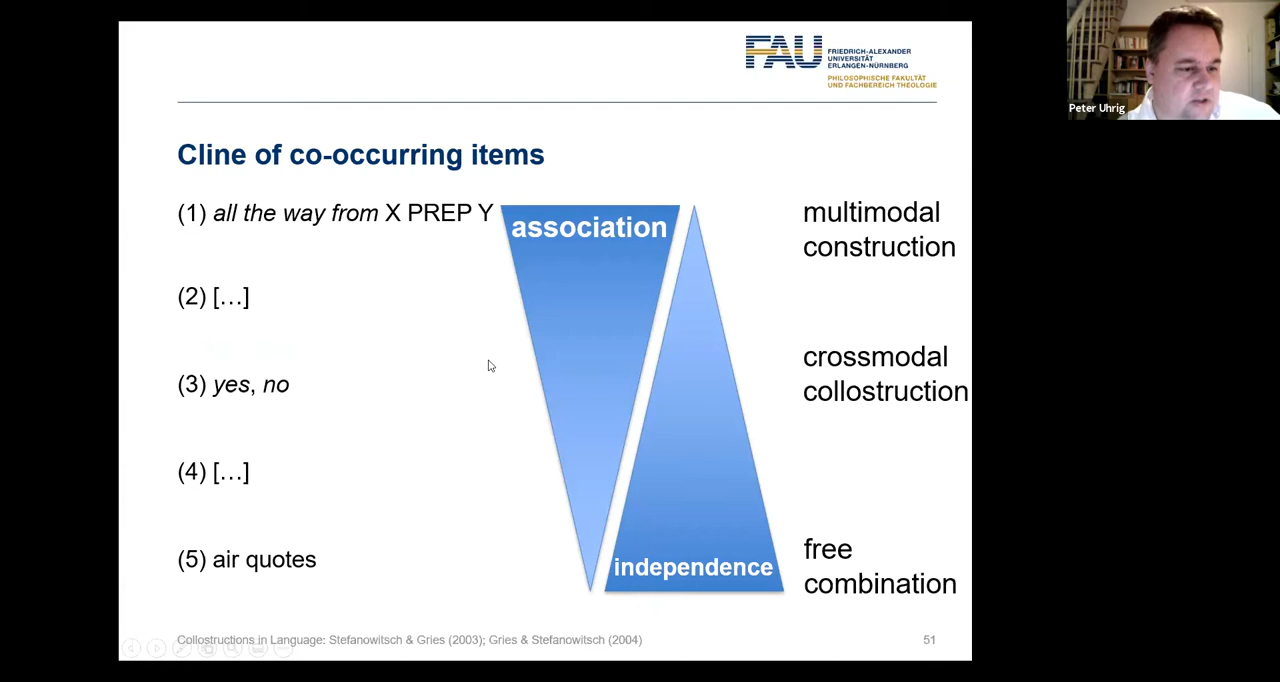 FAU
FRIEDRICH-ALEXANDER
UNIVERSITÄT
ERLANGEN-NÜRNBERG
PHILOSOPHISCHE FAKULTÄT
UND FACHBEREICH THEOLOGIE
Peter Uhrig
Cline of co-occurring items
(1) all the way from X PREP Y
association
multimodal
construction
(2) […]
crossmodal
collostruction
(3) yes, no
(4) […]
(5) air quotes
independence
free
combination
Collostructions in Language: Stefanowitsch & Gries (2003); Gries & Stefanowitsch (2004)
51